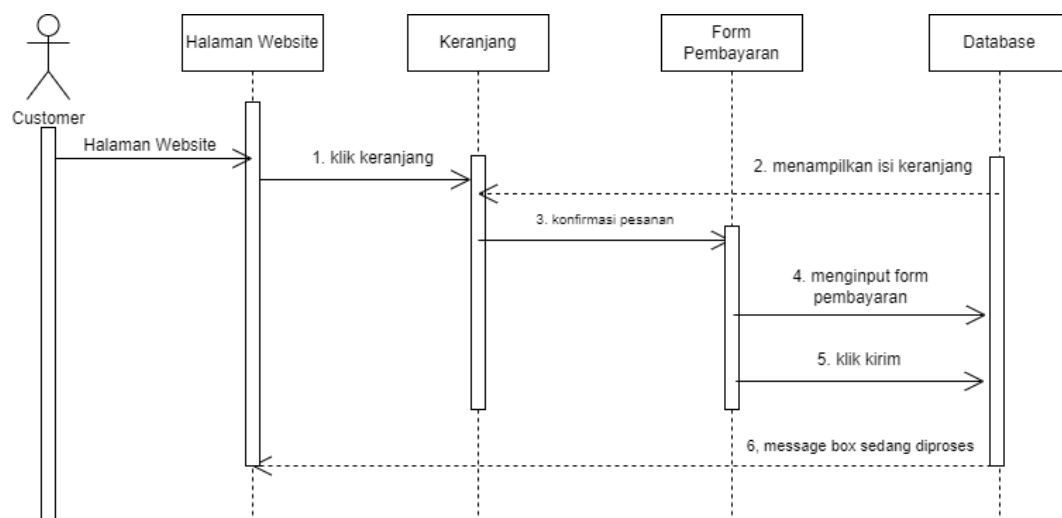 Halaman Website
Keranjang
Form
Pembayaran
Database
Customer
Halaman Website
1. klik keranjang
2. menampilkan isi keranjang
3. konfirmasi pesanan
4. menginput form
pembayaran
5. klik kirim
6, message box sedang diproses